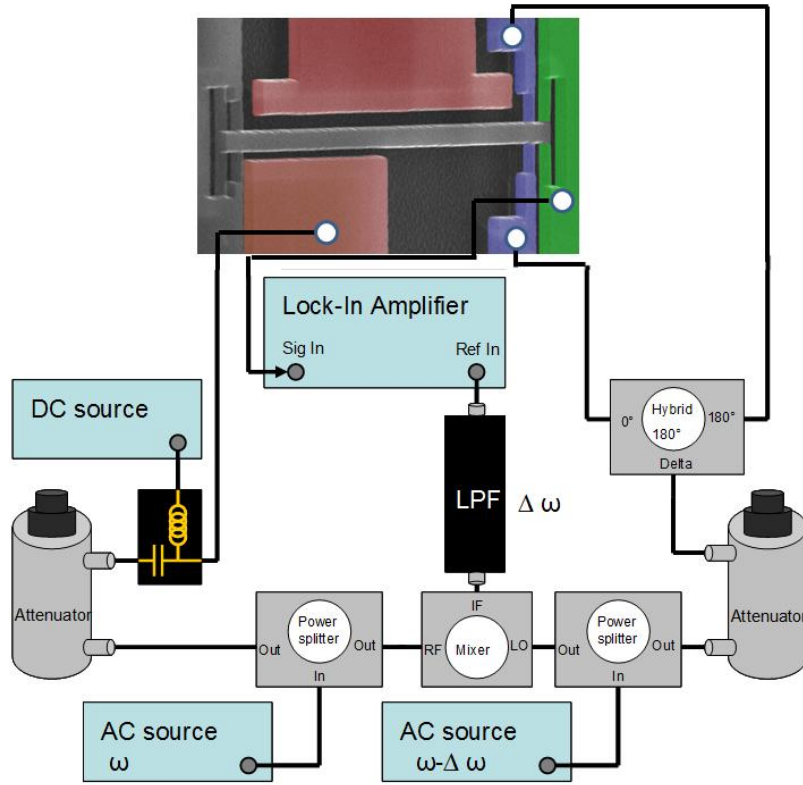 Lock-In Amplifier
Sig In
Ref In
DC source
Hybrid
0°
180°
180°
Delta
LPF
Δ ω
Attenuator
Attenuator
Power
splitter
Out
Out
In
IF
RF
Mixer
LO
Power
splitter
Out
Out
In
AC source
ω
AC source
ω-Δ ω